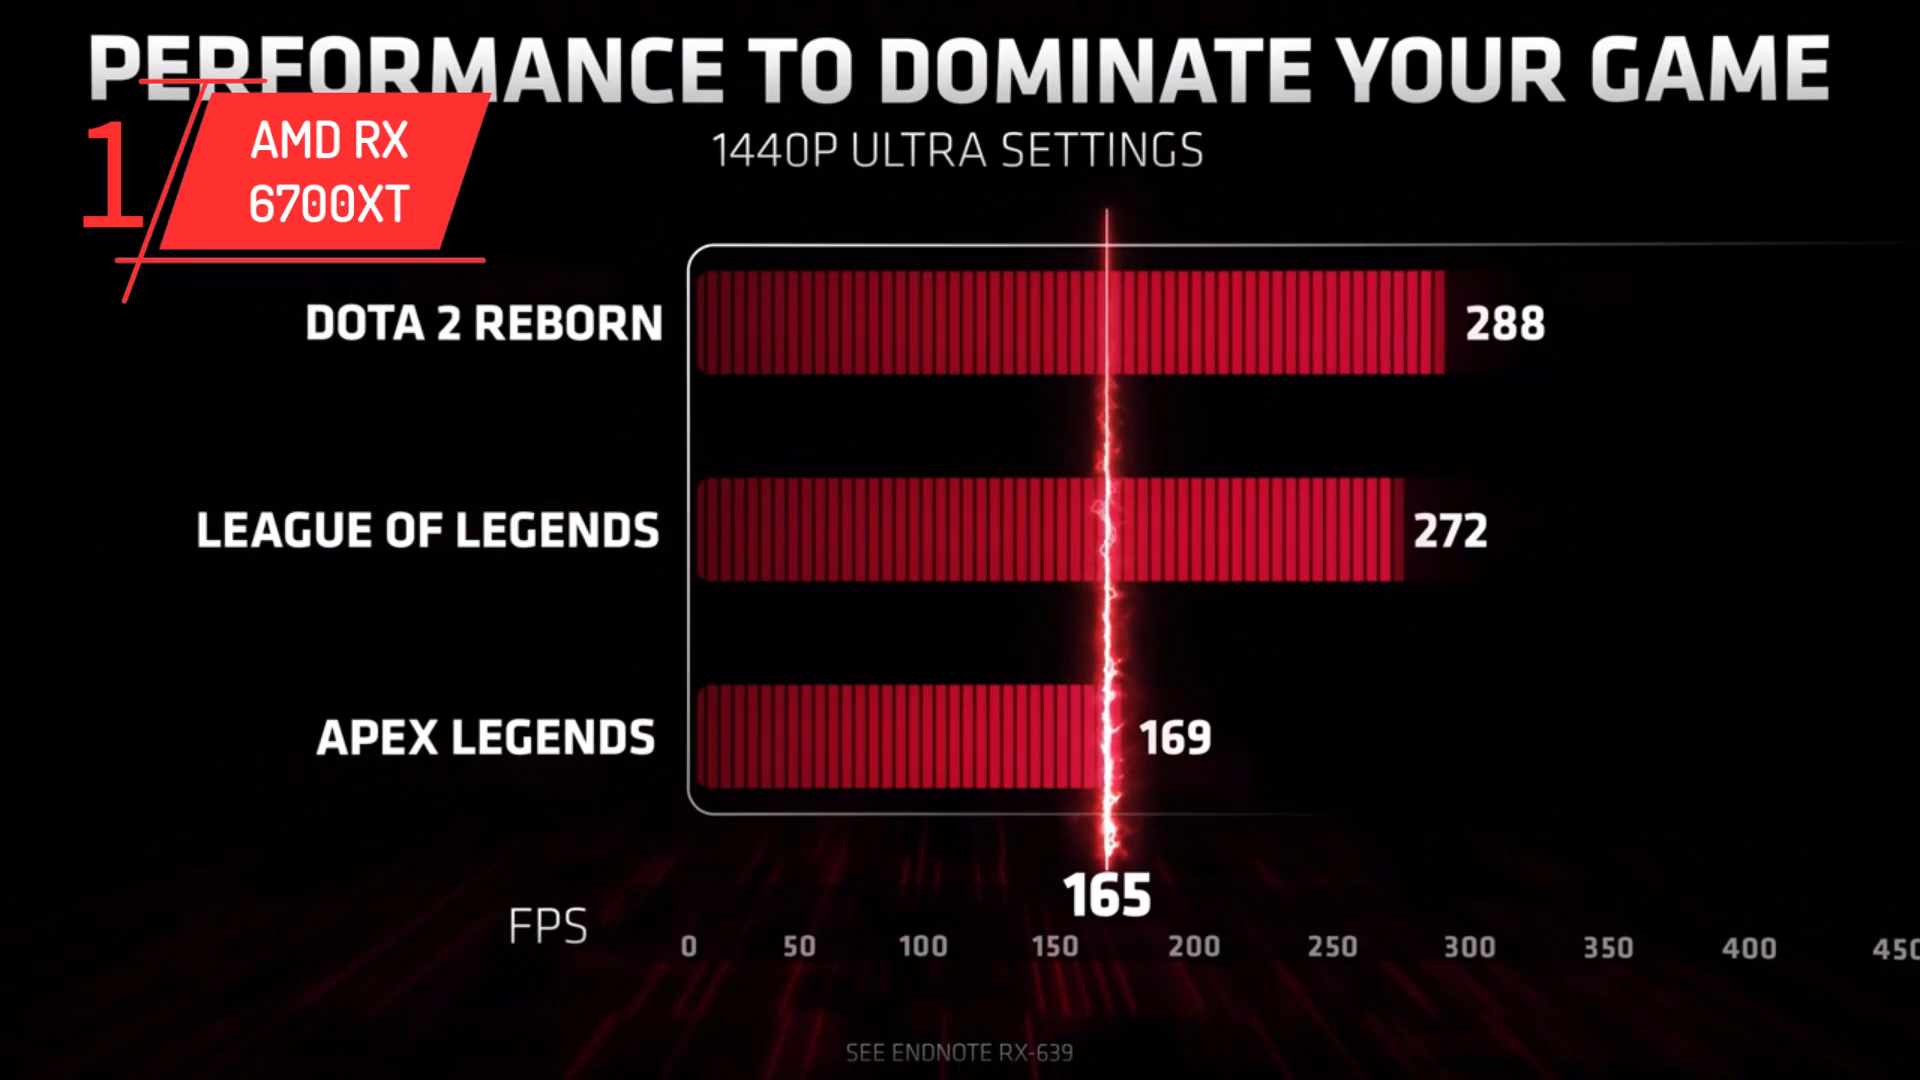 PERFORMANCE TO DOMINATE YOUR GAME
1440P ULTRA SETTINGS
1
AMD RX
6700XT
DOTA 2 REBORN
288
LEAGUE OF LEGENDS
272
APEX LEGENDS
169
165
FPS
0 50 100 150 200 250 300 350 400 450
SEE ENDNOTE RX-639